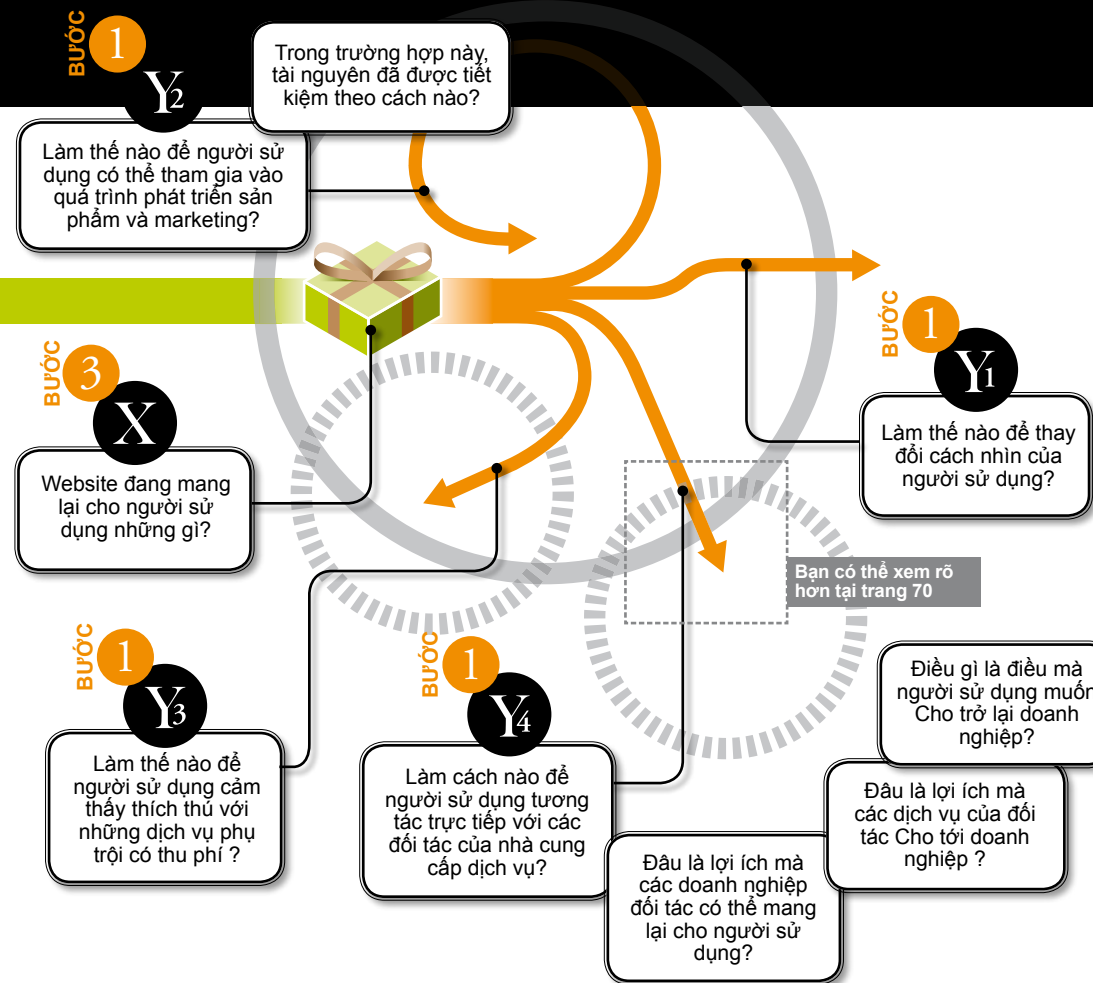 BƯỚC
1
Y2
Trong trường hợp này,
tài nguyên đã được tiết
kiệm theo cách nào?
Làm thế nào để người sử
dụng có thể tham gia vào
quá trình phát triển sản
phẩm và marketing?
BƯỚC
1
Y1
Làm thế nào để thay
đổi cách nhìn của
người sử dụng?
BƯỚC
3
X
Website đang mang
lại cho người sử
dụng những gì?
Bạn có thể xem rõ
hơn tại trang 70
BƯỚC
1
Y3
Làm thế nào để
người sử dụng cảm
thấy thích thú với
những dịch vụ phụ
trội có thu phí ?
BƯỚC
1
Y4
Làm cách nào để
người sử dụng tương
tác trực tiếp với các
đối tác của nhà cung
cấp dịch vụ?
Đâu là lợi ích mà
các doanh nghiệp
đối tác có thể mang
lại cho người sử
dụng?
Đâu là lợi ích mà
các dịch vụ của đối
tác Cho tới doanh
nghiệp ?
Điều gì là điều mà
người sử dụng muốn
Cho trở lại doanh
nghiệp?